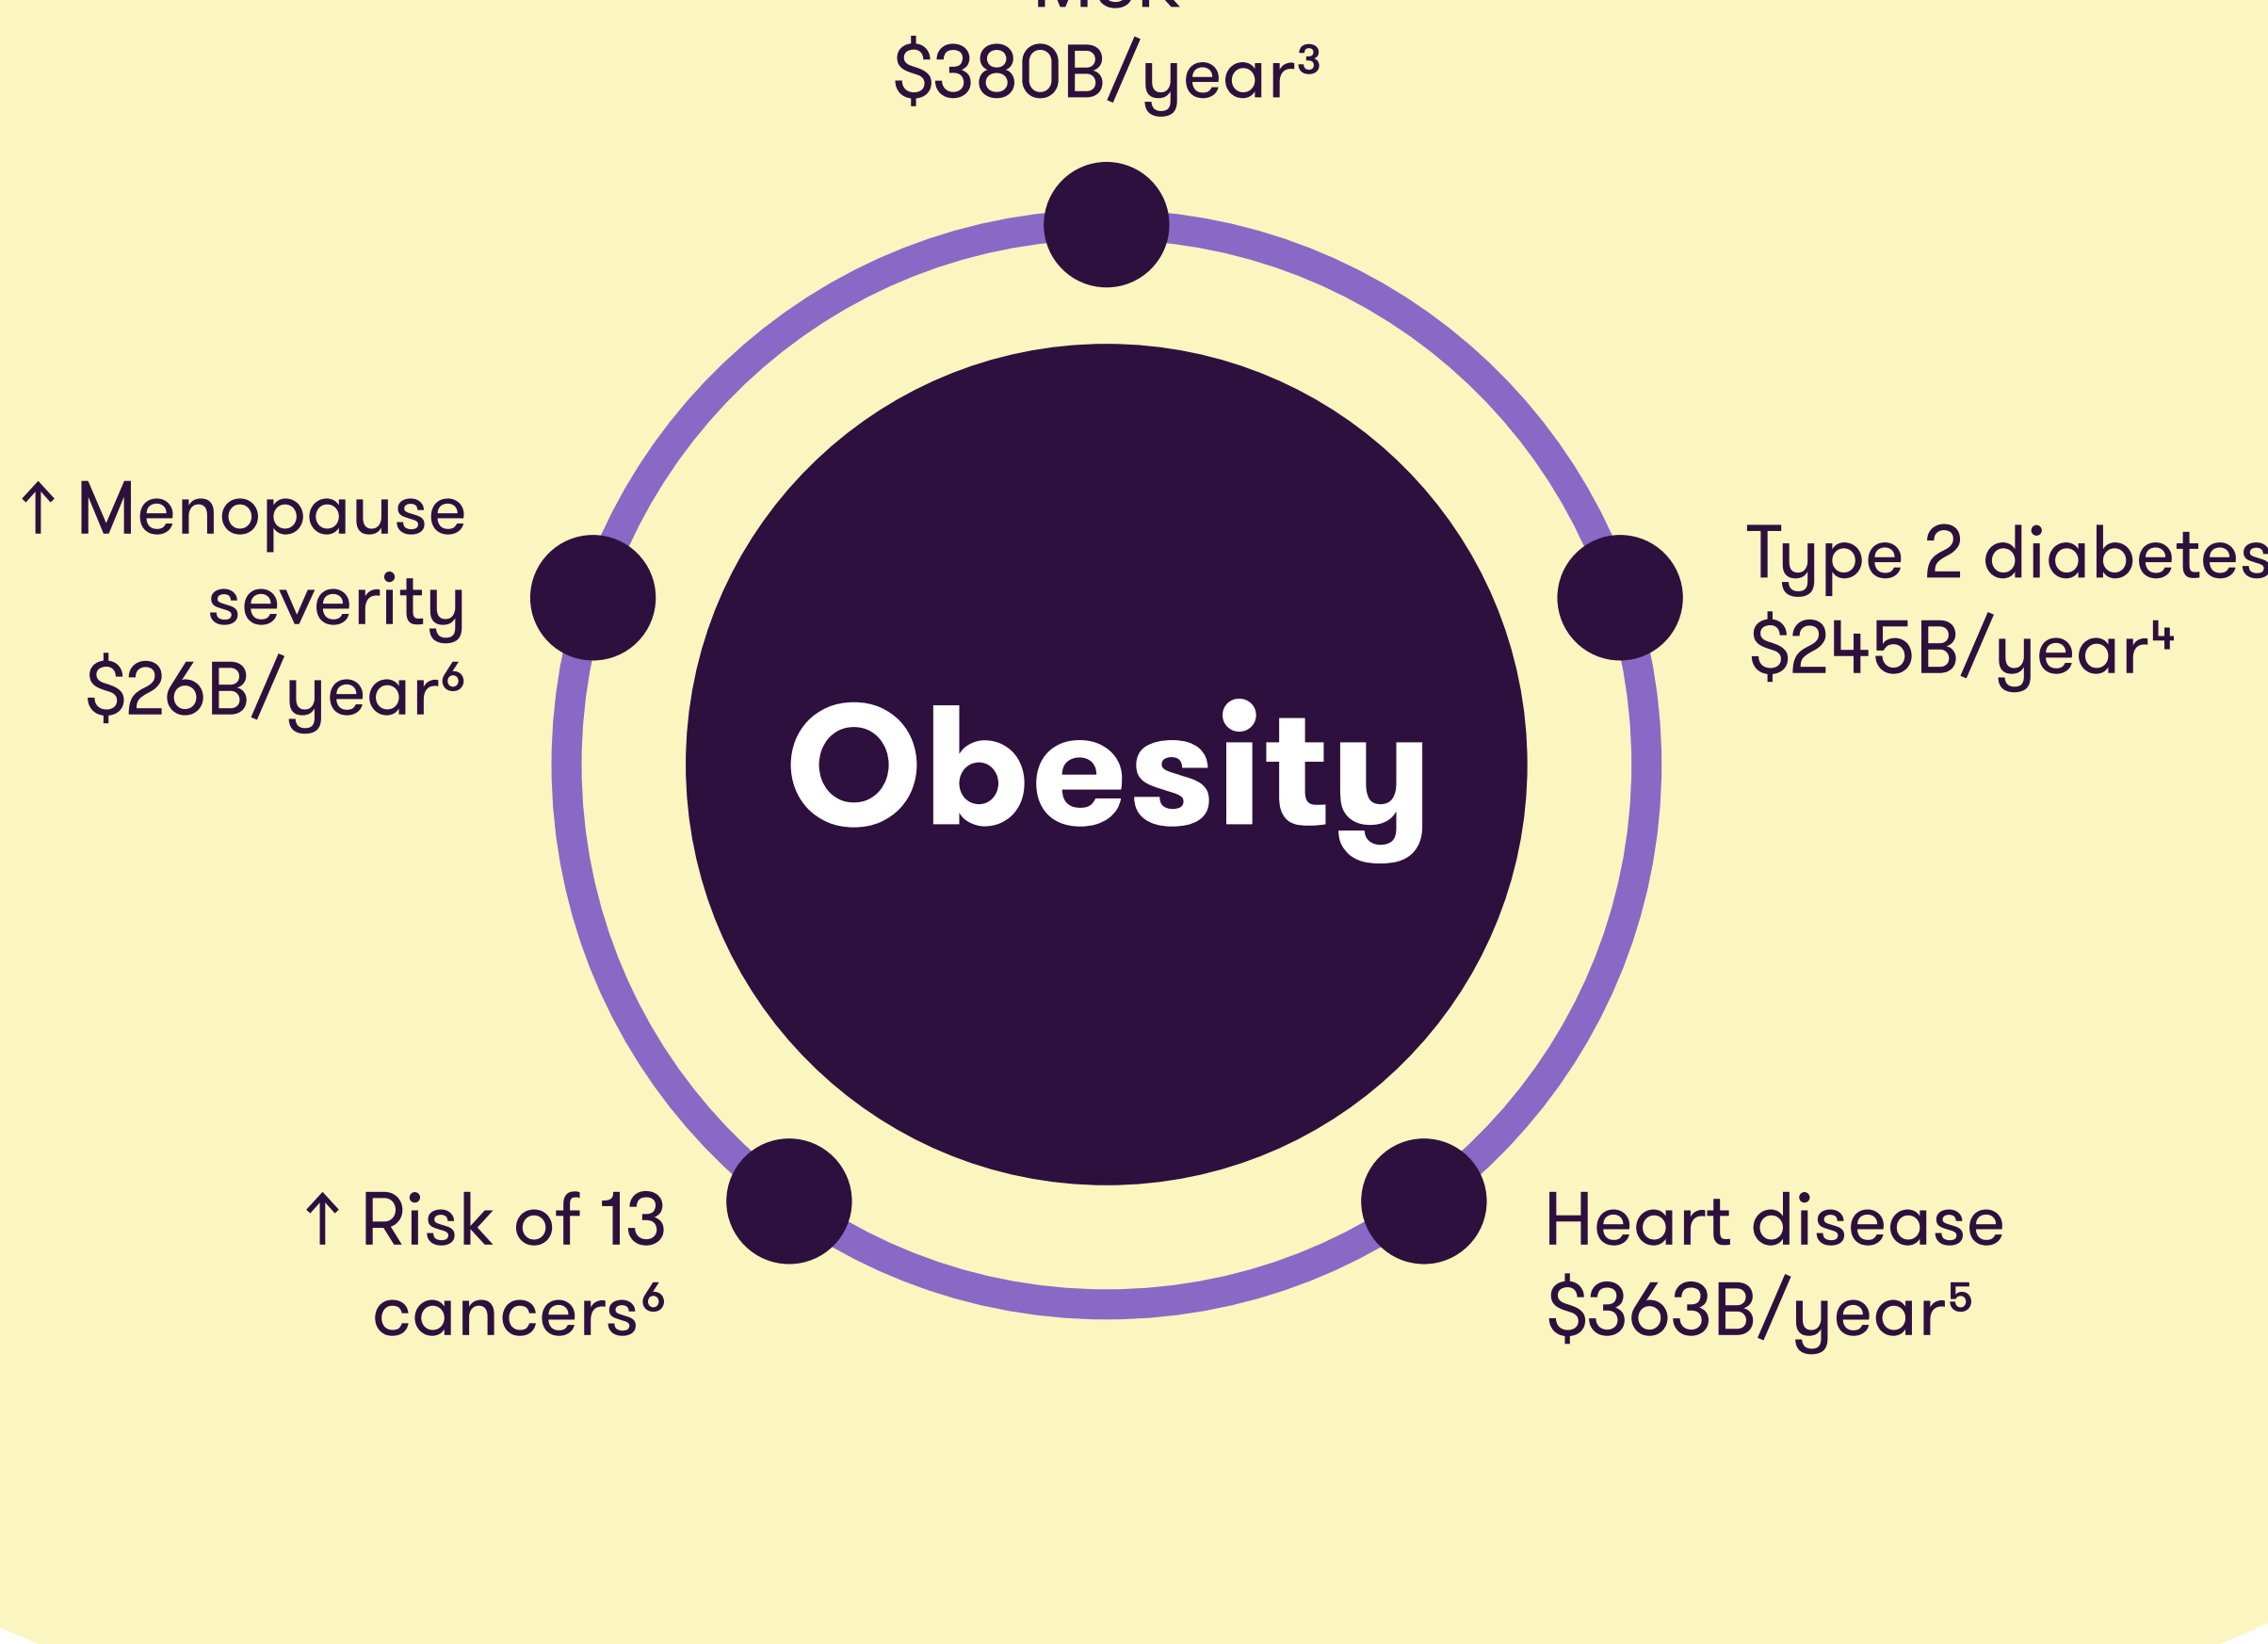 $380B/year³
↑ Menopause
severity
$26B/year⁶
Type 2 diabetes
$245B/year⁴
Obesity
↑ Risk of 13
cancers⁶
Heart disease
$363B/year⁵